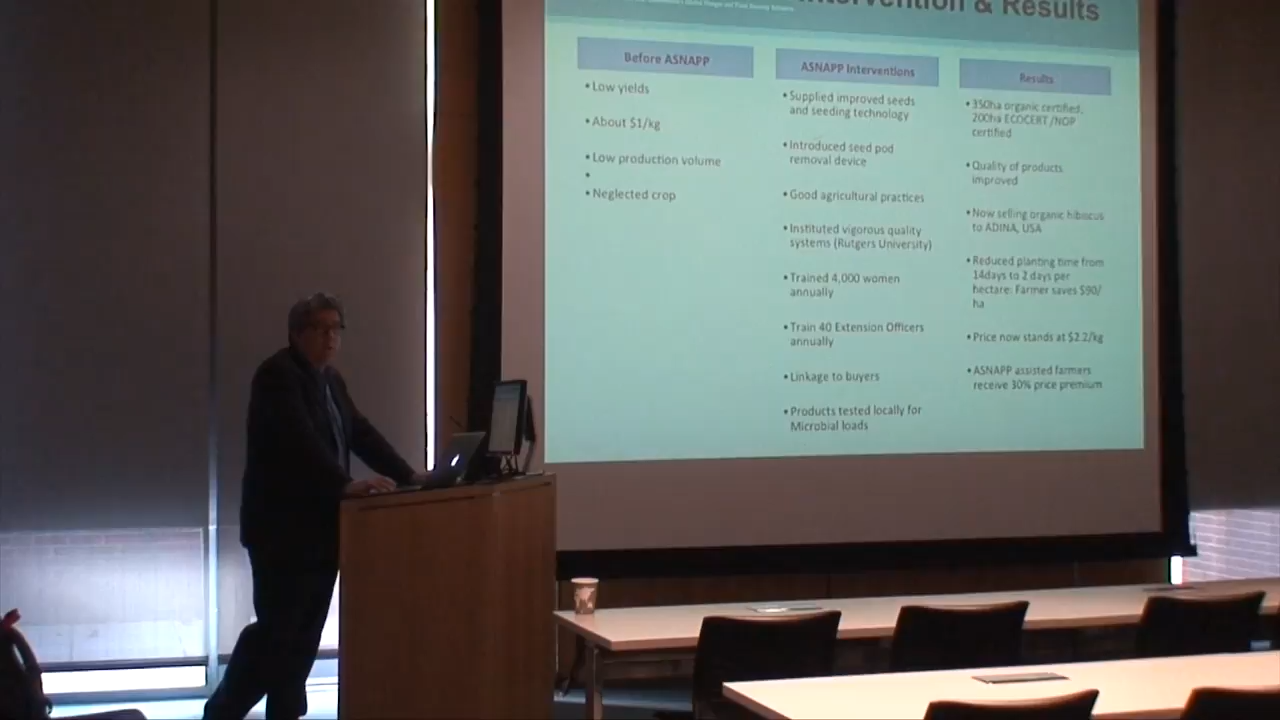 & Results
Before ASNAPP
• Low yields
• About $1/kg
• Low production volume
•
• Neglected crop
ASNAPP Interventions
• Supplied improved seeds
and seeding technology
• Introduced seed pod
removal device
• Good agricultural practices
• Instituted vigorous quality
systems (Rutgers University)
• Trained 4,000 women
annually
• Train 40 Extension Officers
annually
• Linkage to buyers
• Products tested locally for
Microbial loads
Results
• 350ha organic certified,
200ha ECOCERT /NOP
certified
• Quality of products
improved
• Now selling organic hibiscus
to ADINA, USA
• Reduced planting time from
14days to 2 days per
hectare: Farmer saves $90/
ha
• Price now stands at $2.2/kg
• ASNAPP assisted farmers
receive 30% price premium